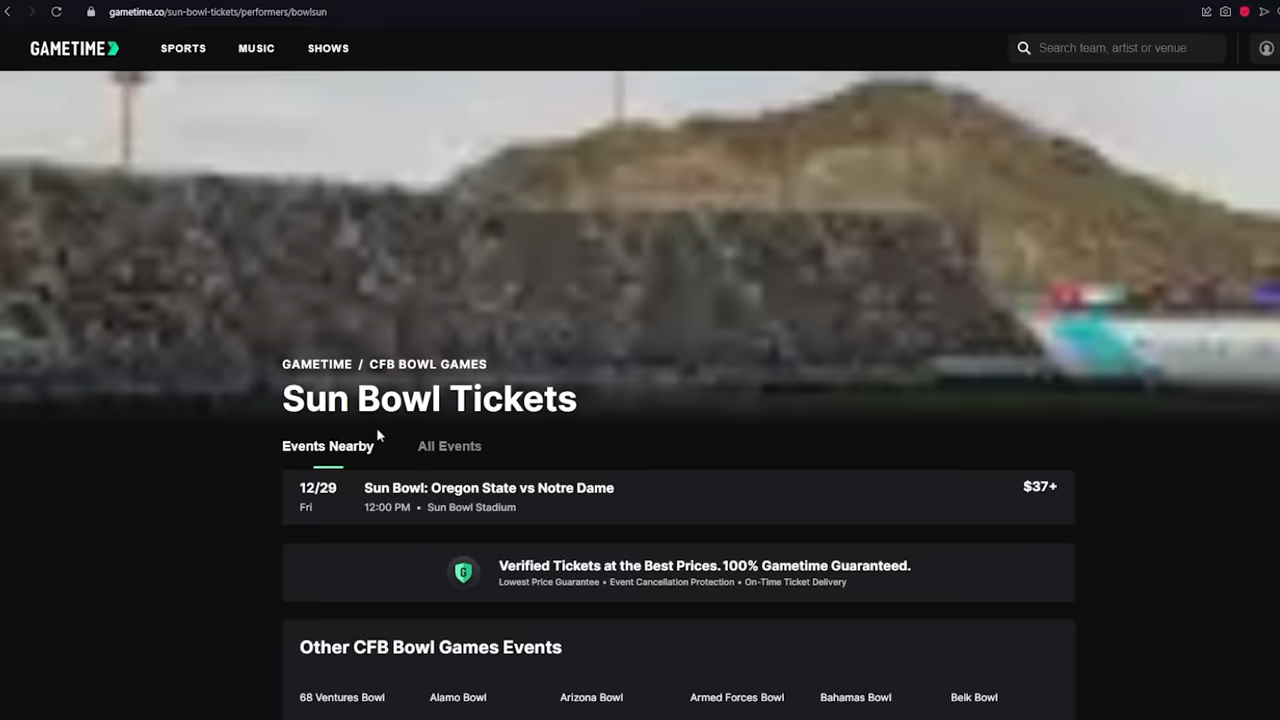 gametime.co/sun-bowl-tickets/performers/bowlsun
GAMETIME
SPORTS
MUSIC
SHOWS
Search team, artist or venue
GAMETIME / CFB BOWL GAMES
Sun Bowl Tickets
Events Nearby
All Events
12/29
Sun Bowl: Oregon State vs Notre Dame
$37+
Fri
12:00 PM • Sun Bowl Stadium
G
Verified Tickets at the Best Prices. 100% Gametime Guaranteed.
Lowest Price Guarantee • Event Cancellation Protection • On-Time Ticket Delivery
Other CFB Bowl Games Events
68 Ventures Bowl
Alamo Bowl
Arizona Bowl
Armed Forces Bowl
Bahamas Bowl
Belk Bowl